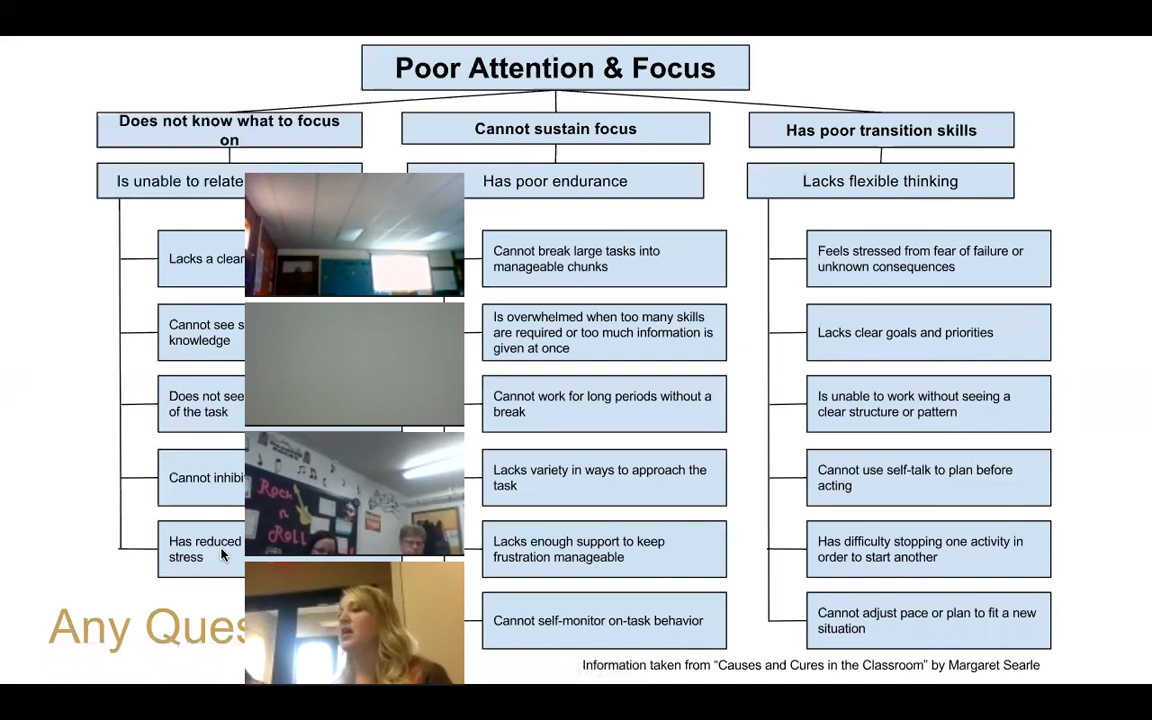 Poor Attention & Focus
Does not know what to focus
on
Cannot sustain focus
Has poor transition skills
Is unable to relate
Has poor endurance
Lacks flexible thinking
Lacks a clear
Cannot see s
knowledge
Does not see
of the task
Cannot inhibi
Has reduced
stress
Cannot break large tasks into
manageable chunks
Is overwhelmed when too many skills
are required or too much information is
given at once
Cannot work for long periods without a
break
Lacks variety in ways to approach the
task
Lacks enough support to keep
frustration manageable
Cannot self-monitor on-task behavior
Feels stressed from fear of failure or
unknown consequences
Lacks clear goals and priorities
Is unable to work without seeing a
clear structure or pattern
Cannot use self-talk to plan before
acting
Has difficulty stopping one activity in
order to start another
Cannot adjust pace or plan to fit a new
situation
Rock
n
Roll
Any Ques
Information taken from “Causes and Cures in the Classroom” by Margaret Searle